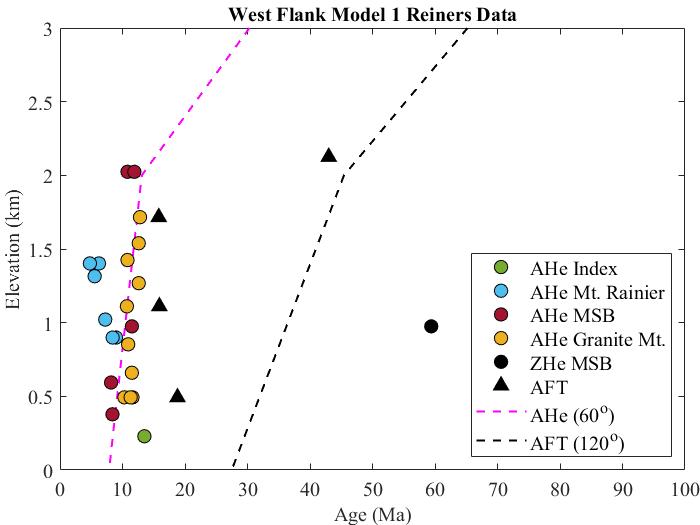 West Flank Model 1 Reiners Data
3
2.5
2
1.5
1
0.5
0
Elevation (km)
0 10 20 30 40 50 60 70 80 90 100
Age (Ma)
AHe Index
AHe Mt. Rainier
AHe MSB
AHe Granite Mt.
ZHe MSB
AFT
AHe (60°)
AFT (120°)